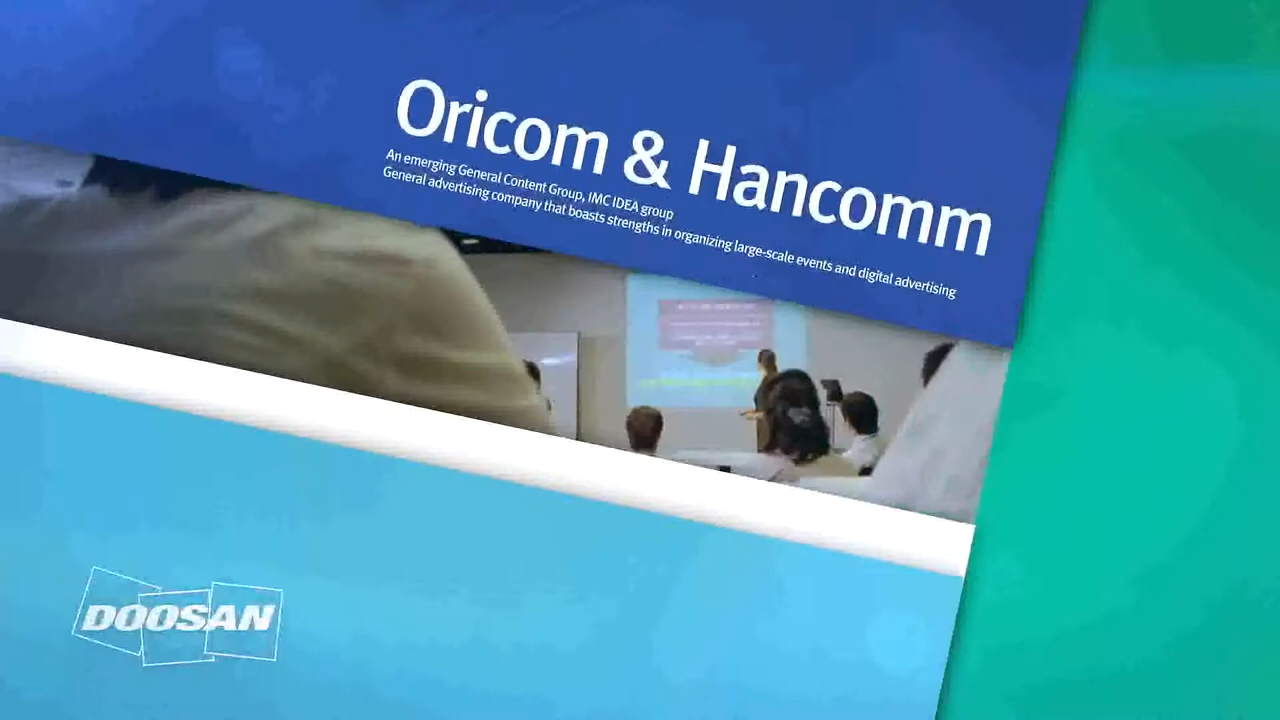 Oricom & Hancomm
An emerging General Content Group, IMC IDEA group
General advertising company that boasts strengths in organizing large-scale events and digital advertising
DOOSAN